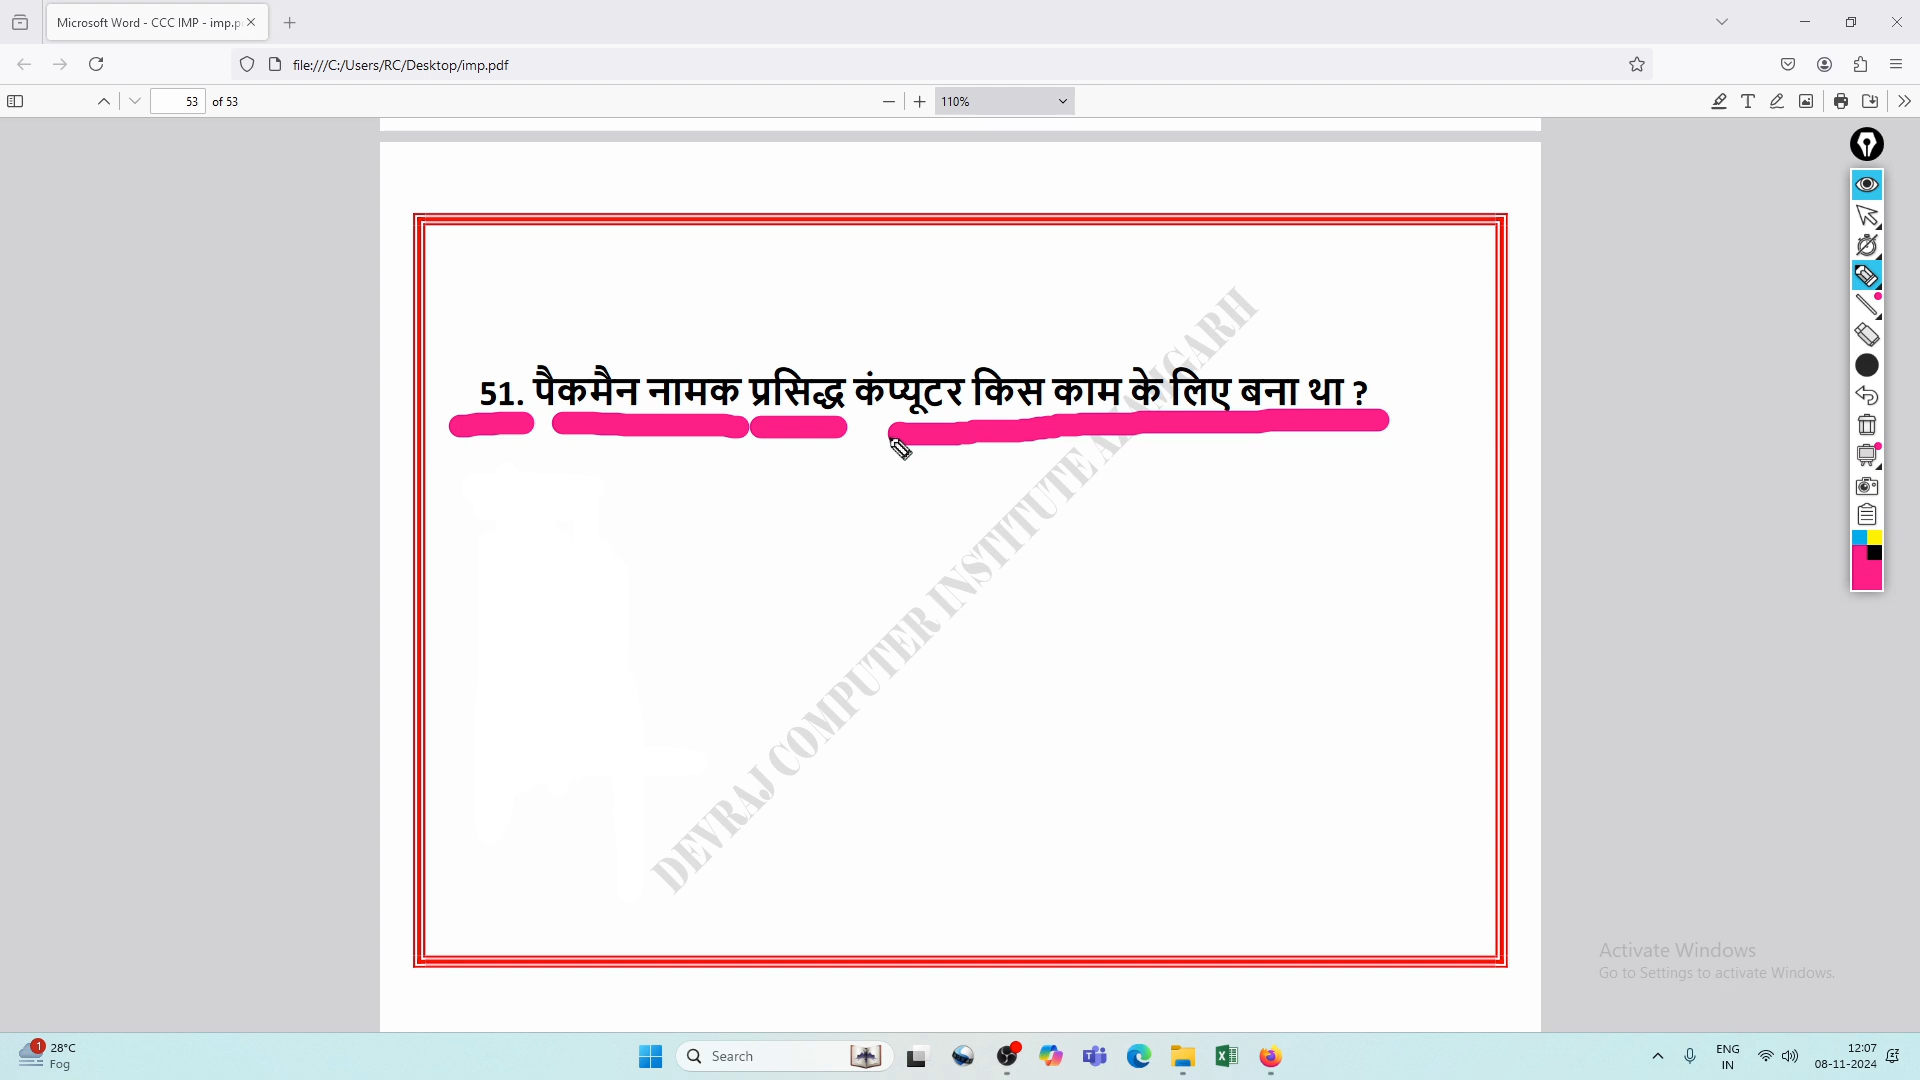 Microsoft Word - CCC IMP - imp.p
file:///C:/Users/RC/Desktop/imp.pdf
53 of 53
110%
51. पैकमैन नामक प्रसिद्ध कंप्यूटर किस काम के लिए बना था ?
DEVRAJ COMPUTER INSTITUTE AZAMGARH
Activate Windows
Go to Settings to activate Windows.
1
28°C
Fog
Search
ENG
IN
12:07
08-11-2024